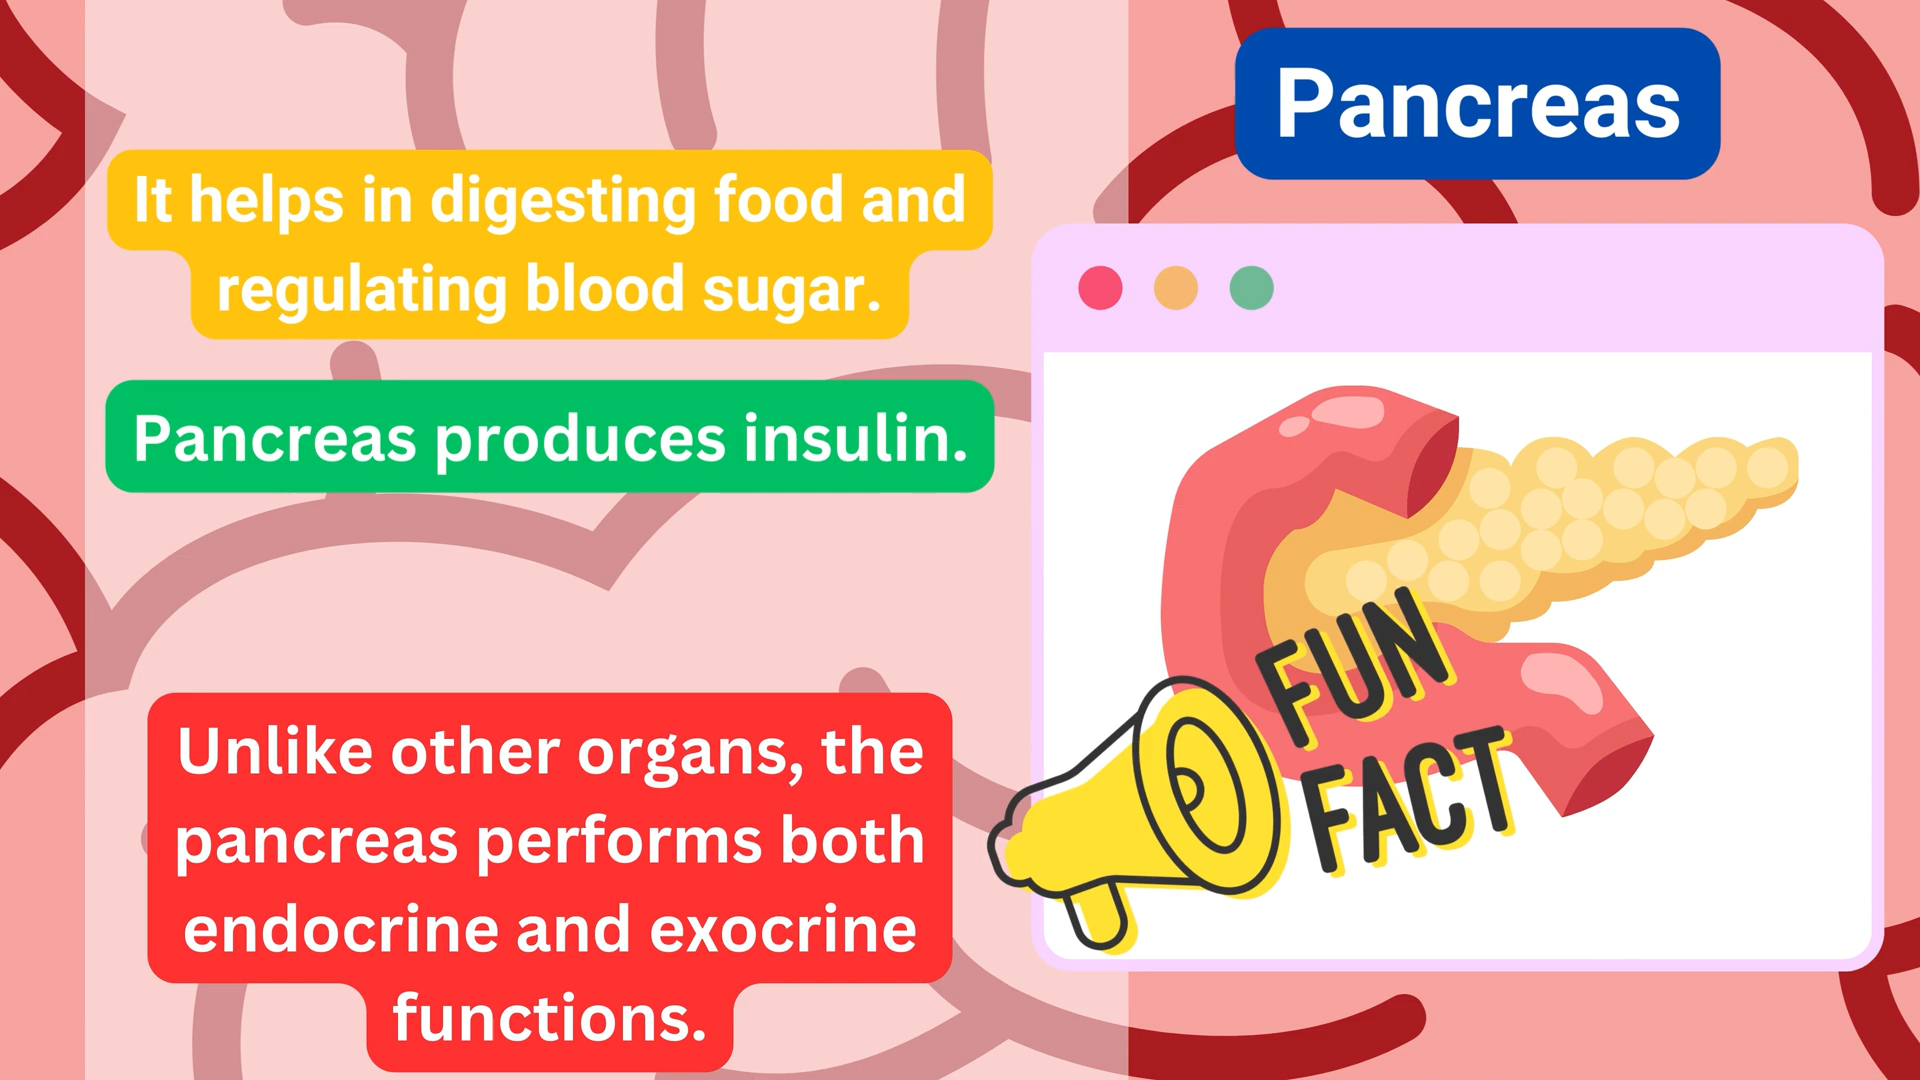 Pancreas
It helps in digesting food and
regulating blood sugar.
Pancreas produces insulin.
Unlike other organs, the
pancreas performs both
endocrine and exocrine
functions.
FUN
FACT